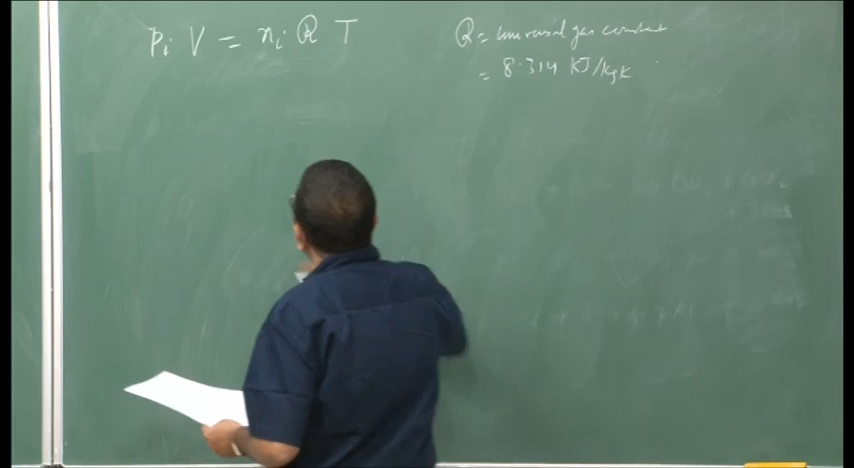 pᵢ V = nᵢ R T
R = universal gas constant
= 8.314 KJ/kgK